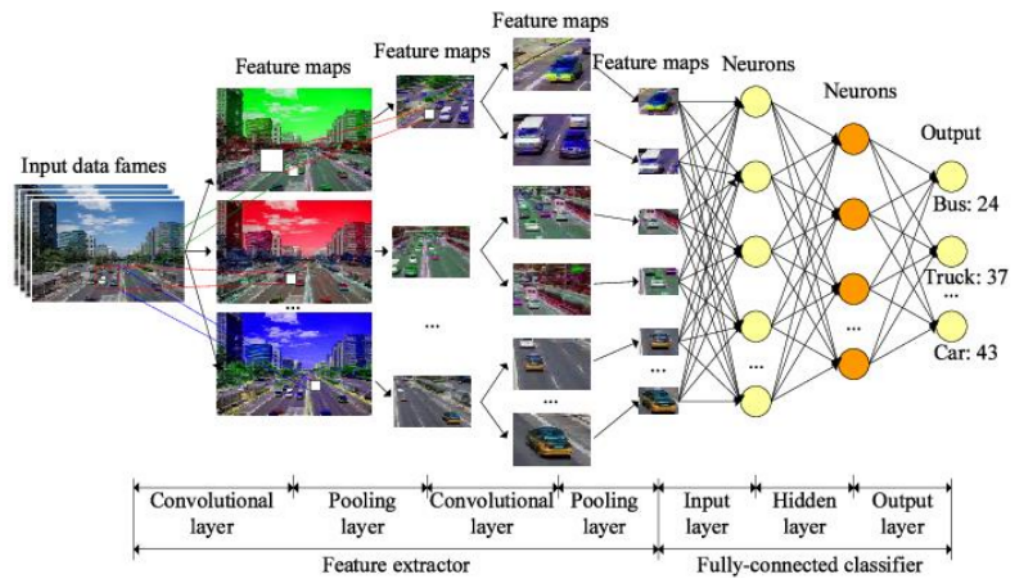 Feature maps
Feature maps
Feature maps
Feature maps
Neurons
Neurons
Output
Input data fames
Bus: 24
Truck: 37
...
Car: 43
...
...
...
...
...
...
Convolutional layer
Pooling layer
Convolutional layer
Pooling layer
Input layer
Hidden layer
Output layer
Feature extractor
Fully-connected classifier